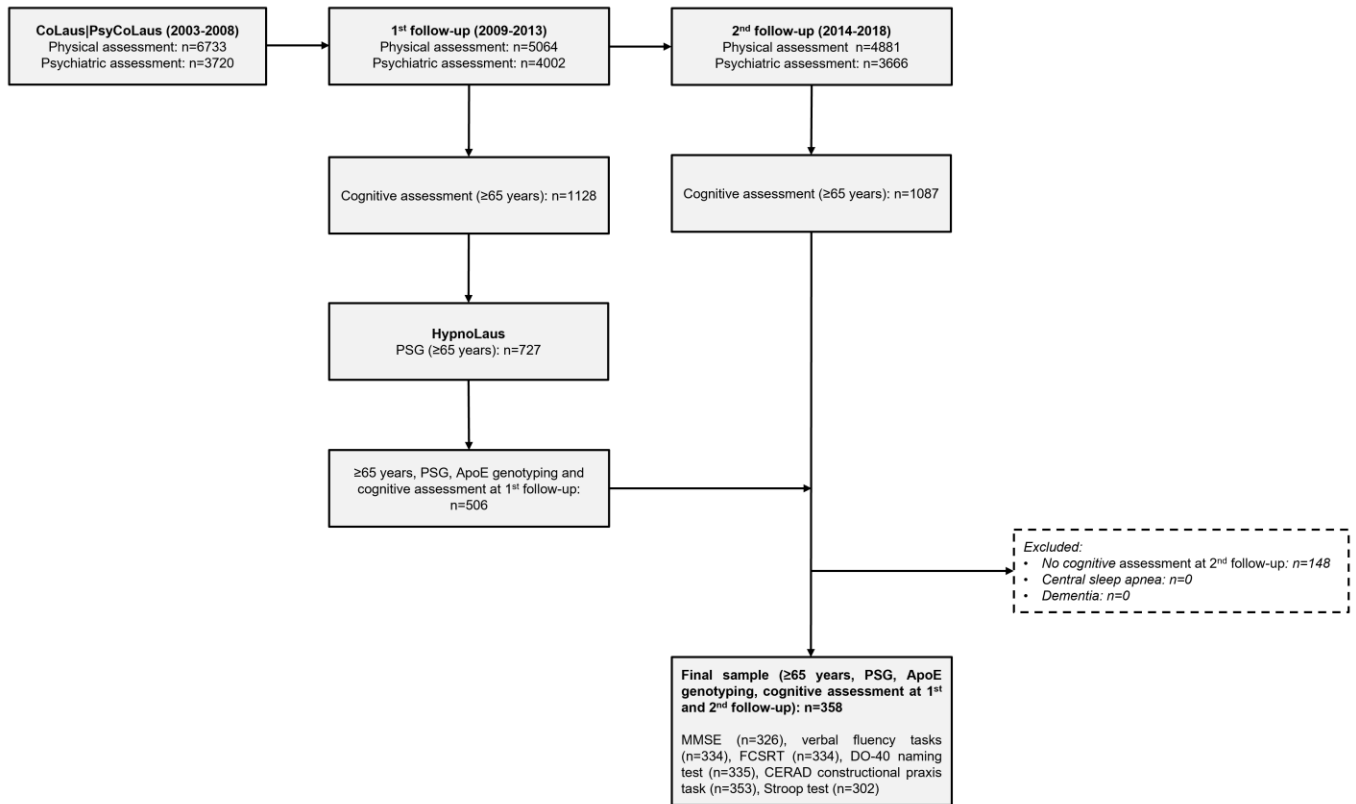 CoLaus|PsyCoLaus (2003-2008)
Physical assessment: n=6733
Psychiatric assessment: n=3720
1st follow-up (2009-2013)
Physical assessment: n=5064
Psychiatric assessment: n=4002
2nd follow-up (2014-2018)
Physical assessment n=4881
Psychiatric assessment: n=3666
Cognitive assessment (≥65 years): n=1128
Cognitive assessment (≥65 years): n=1087
HypnoLaus
PSG (≥65 years): n=727
≥65 years, PSG, ApoE genotyping and
cognitive assessment at 1st follow-up:
n=506
Excluded:
• No cognitive assessment at 2nd follow-up: n=148
• Central sleep apnea: n=0
• Dementia: n=0
Final sample (≥65 years, PSG, ApoE
genotyping, cognitive assessment at 1st
and 2nd follow-up): n=358
MMSE (n=326), verbal fluency tasks
(n=334), FCSRT (n=334), DO-40 naming
test (n=335), CERAD constructional praxis
task (n=353), Stroop test (n=302)